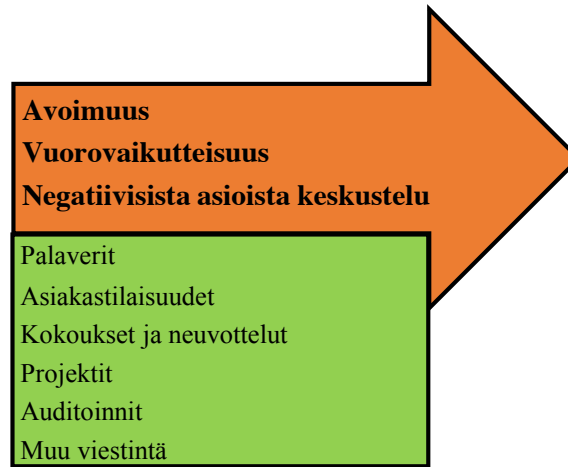 Avoimuus
Vuorovaikutteisuus
Negatiivisista asioista keskustelu
Palaverit
Asiakastilaisuudet
Kokoukset ja neuvottelut
Projektit
Auditoinnit
Muu viestintä